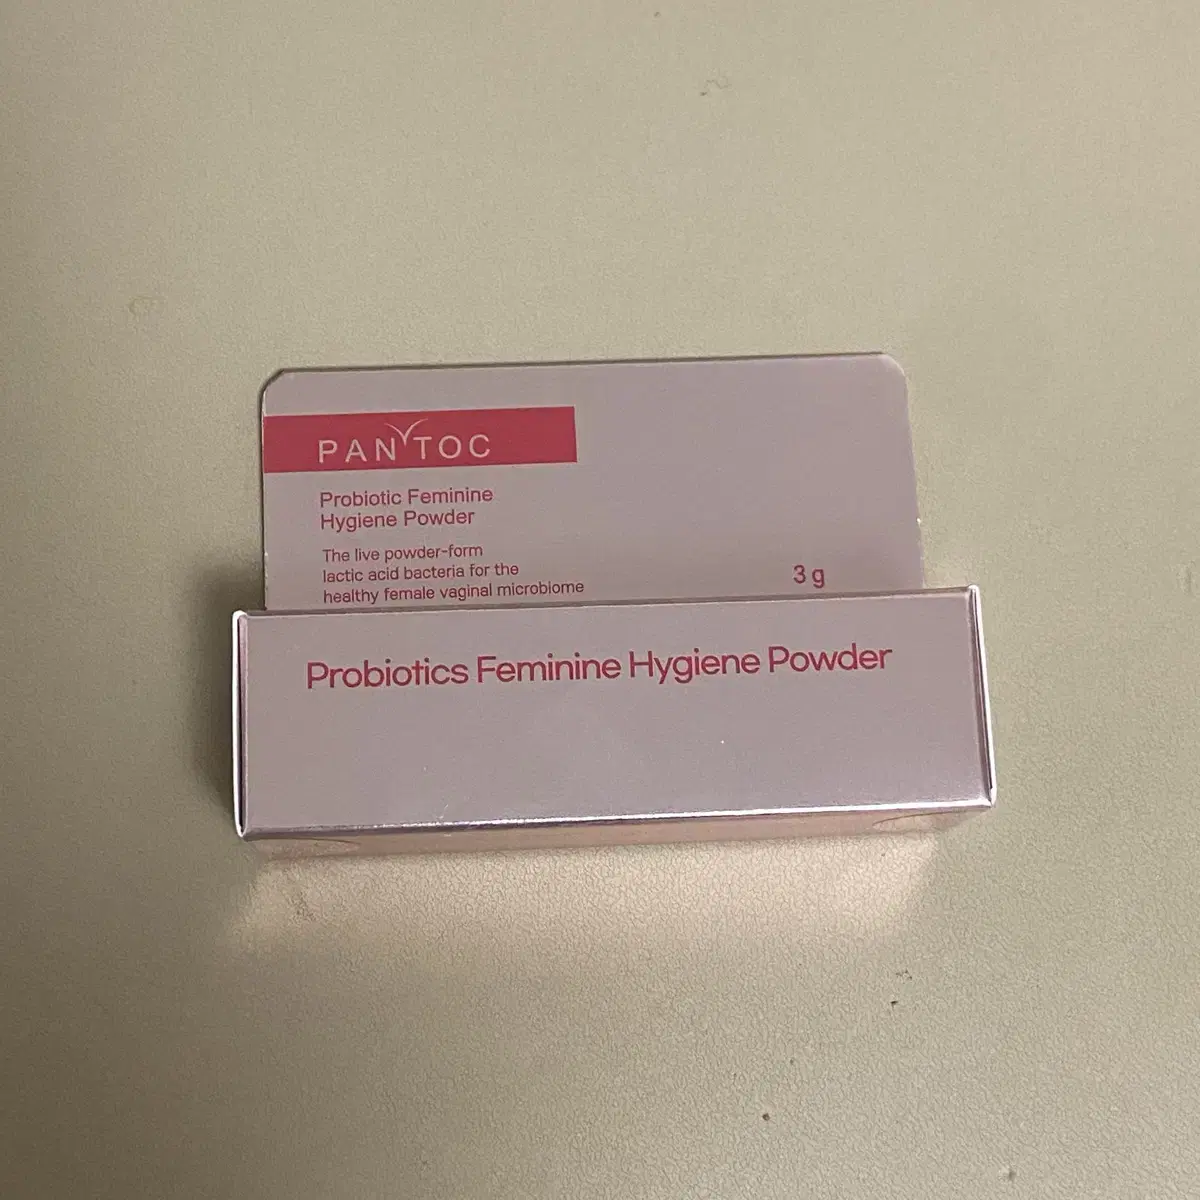 PANTOC
Probiotic Feminine
Hygiene Powder
The live powder-form
lactic acid bacteria for the
healthy female vaginal microbiome
3 g
Probiotics Feminine Hygiene Powder